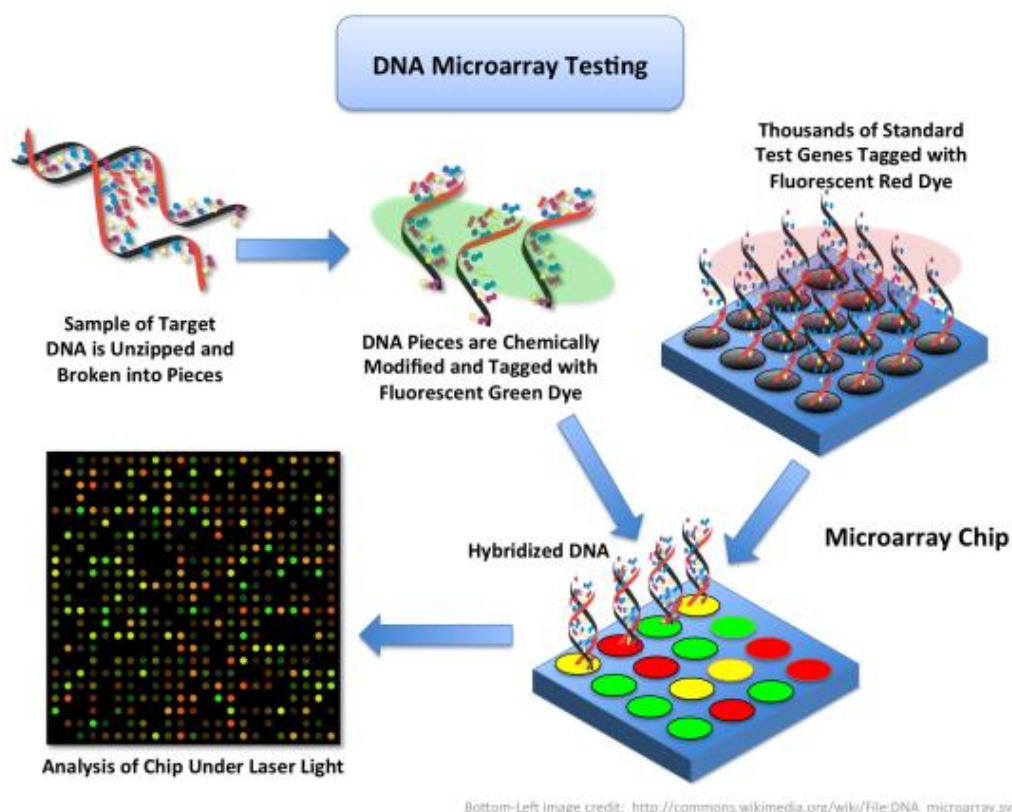 DNA Microarray Testing
Thousands of Standard
Test Genes Tagged with
Fluorescent Red Dye
Sample of Target
DNA is Unzipped and
Broken into Pieces
DNA Pieces are Chemically
Modified and Tagged with
Fluorescent Green Dye
Hybridized DNA
Microarray Chip
Analysis of Chip Under Laser Light
Bottom-Left image credit: http://commons.wikimedia.org/wiki/File:DNA_microarray.sv